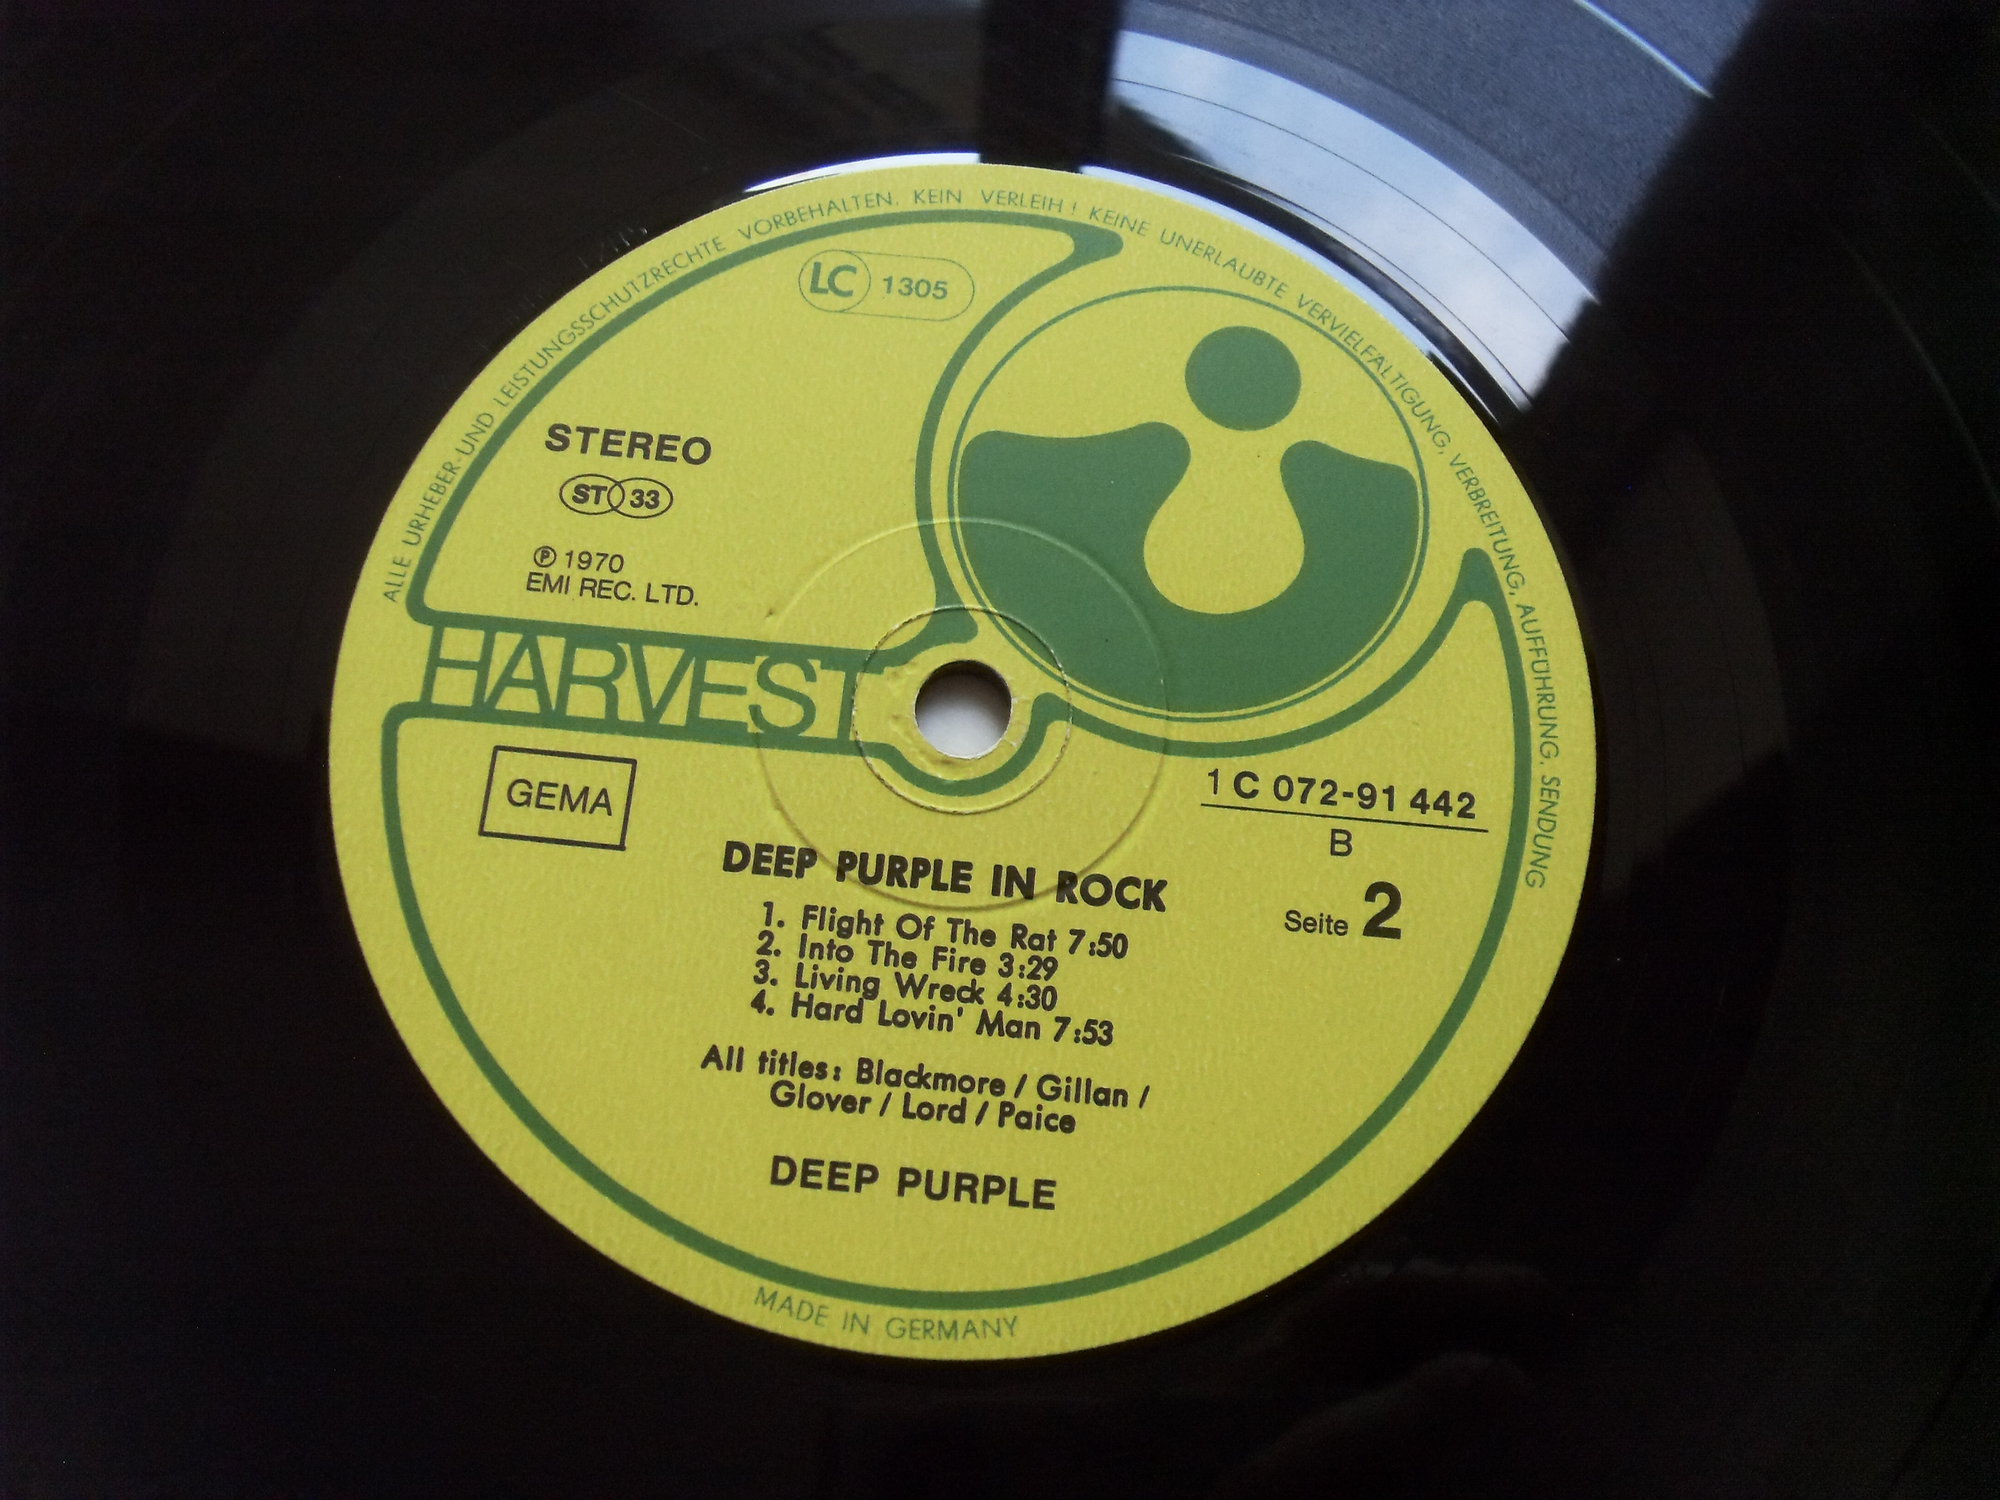 ALLE URHEBER-UND LEISTUNGSSCHUTZRECHTE VORBEHALTEN. KEIN VERLEIH! KEINE UNERLAUBTE VERVIELFÄLTIGUNG, VERBREITUNG, AUFFÜHRUNG, SENDUNG
LC 1305
STEREO
ST 33
℗ 1970
EMI REC. LTD.
HARVEST
GEMA
1 C 072-91 442
B
Seite 2
DEEP PURPLE IN ROCK
1. Flight Of The Rat 7:50
2. Into The Fire 3:29
3. Living Wreck 4:30
4. Hard Lovin' Man 7:53
All titles: Blackmore / Gillan /
Glover / Lord / Paice
DEEP PURPLE
MADE IN GERMANY